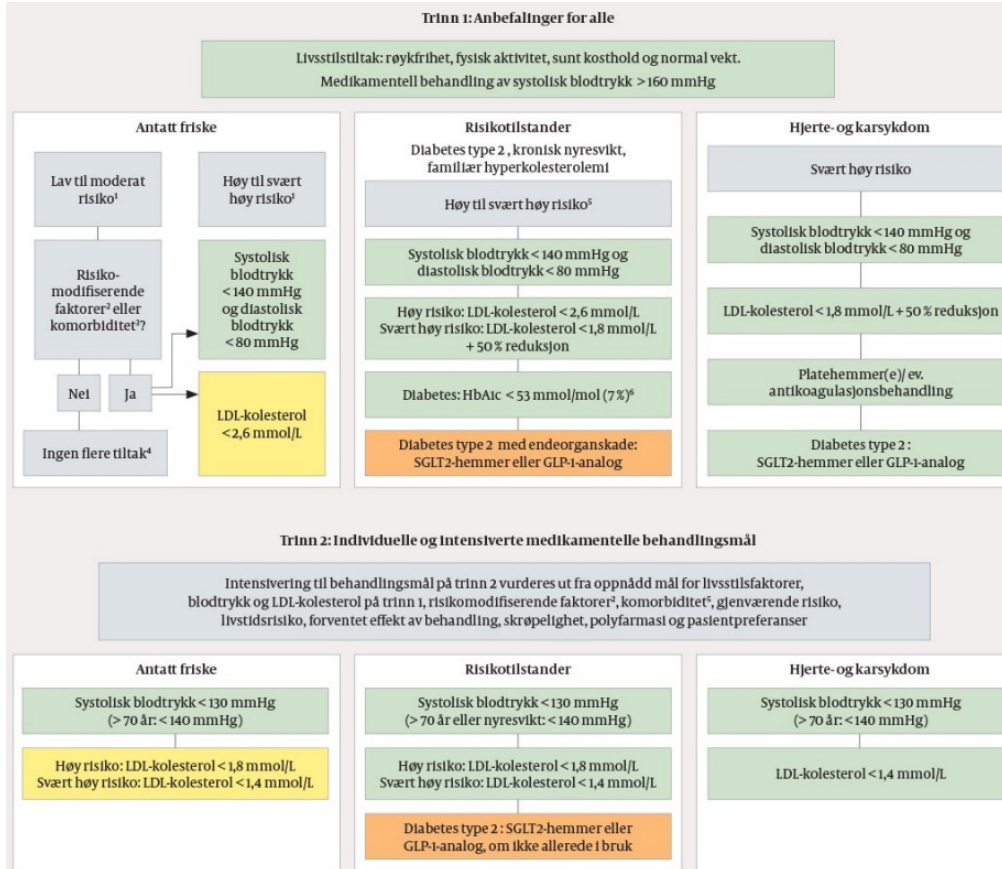 Trinn 1: Anbefalinger for alle
Livsstilstiltak: røykfrihet, fysisk aktivitet, sunt kosthold og normal vekt.
Medikamentell behandling av systolisk blodtrykk >160 mmHg
Antatt friske
Lav til moderat
risiko¹
Høy til svært
høy risiko¹
Risiko-
modifiserende
faktorer² eller
komorbiditet³?
Systolisk
blodtrykk
<140 mmHg
og diastolisk
blodtrykk
<80 mmHg
Nei
Ja
LDL-kolesterol
<2,6 mmol/L
Ingen flere tiltak⁴
Risikotilstander
Diabetes type 2, kronisk nyresvikt,
familiær hyperkolesterolemi
Høy til svært høy risiko⁵
Systolisk blodtrykk <140 mmHg og
diastolisk blodtrykk <80 mmHg
Høy risiko: LDL-kolesterol <2,6 mmol/L
Svært høy risiko: LDL-kolesterol <1,8 mmol/L
+ 50 % reduksjon
Diabetes: HbA1c <53 mmol/mol (7 %)⁶
Diabetes type 2 med endeorganskade:
SGLT2-hemmer eller GLP-1-analog
Hjerte- og karsykdom
Svært høy risiko
Systolisk blodtrykk <140 mmHg og
diastolisk blodtrykk <80 mmHg
LDL-kolesterol <1,8 mmol/L + 50 % reduksjon
Platehemmer(e)/ ev.
antikoagulasjonsbehandling
Diabetes type 2:
SGLT2-hemmer eller GLP-1-analog
Trinn 2: Individuelle og intensiverte medikamentelle behandlingsmål
Intensivering til behandlingsmål på trinn 2 vurderes ut fra oppnådd mål for livsstilsfaktorer,
blodtrykk og LDL-kolesterol på trinn 1, risikomodifiserende faktorer², komorbiditet⁵, gjenværende risiko,
livstidsrisiko, forventet effekt av behandling, skrøpelighet, polyfarmasi og pasientpreferanser
Antatt friske
Systolisk blodtrykk <130 mmHg
(>70 år: <140 mmHg)
Høy risiko: LDL-kolesterol <1,8 mmol/L
Svært høy risiko: LDL-kolesterol <1,4 mmol/L
Risikotilstander
Systolisk blodtrykk <130 mmHg
(>70 år eller nyresvikt: <140 mmHg)
Høy risiko: LDL-kolesterol <1,8 mmol/L
Svært høy risiko: LDL-kolesterol <1,4 mmol/L
Diabetes type 2: SGLT2-hemmer eller
GLP-1-analog, om ikke allerede i bruk
Hjerte- og karsykdom
Systolisk blodtrykk <130 mmHg
(>70 år: <140 mmHg)
LDL-kolesterol <1,4 mmol/L